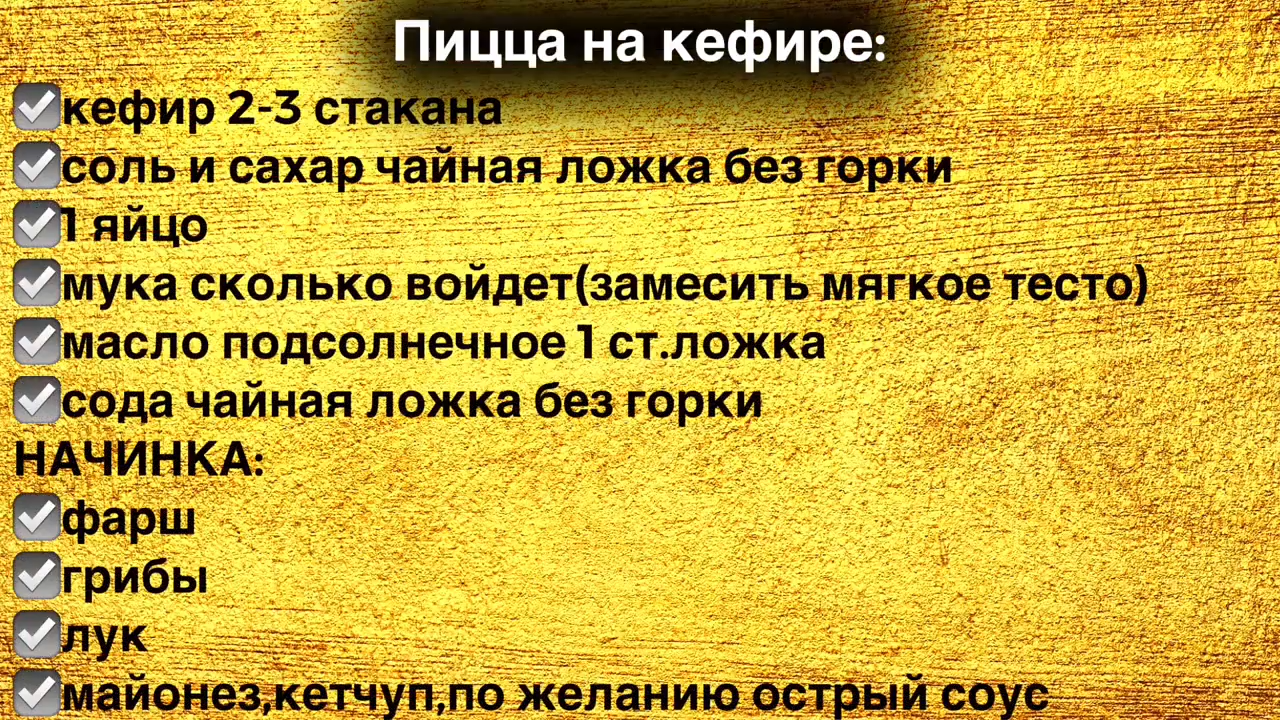 Пицца на кефире:
✅кефир 2-3 стакана
✅соль и сахар чайная ложка без горки
✅1 яйцо
✅мука сколько войдет(замесить мягкое тесто)
✅масло подсолнечное 1 ст.ложка
✅сода чайная ложка без горки
НАЧИНКА:
✅фарш
✅грибы
✅лук
✅майонез,кетчуп,по желанию острый соус